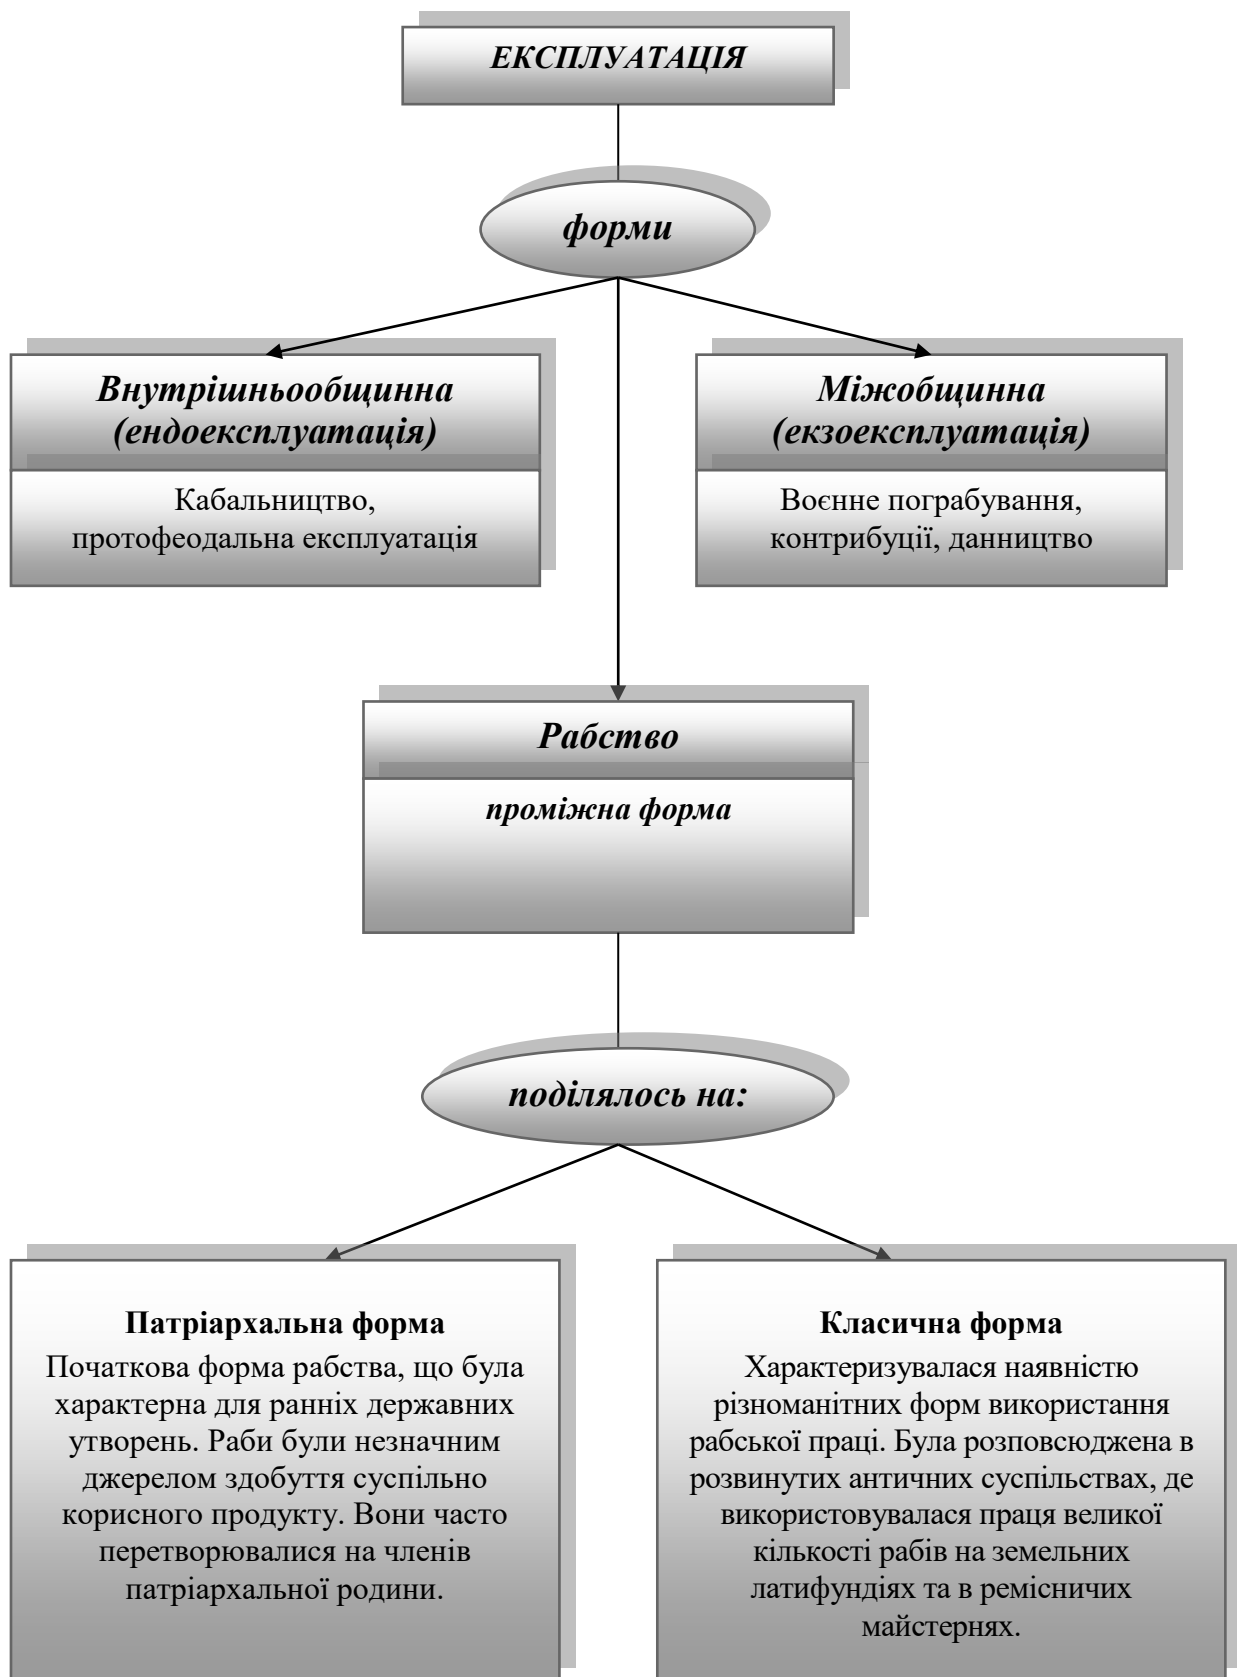 ЕКСПЛУАТАЦІЯ
форми
Внутрішньообщинна
(ендоексплуатація)
Кабальництво,
протофеодальна експлуатація
Міжобщинна
(екзоексплуатація)
Воєнне пограбування,
контрибуції, данництво
Рабство
проміжна форма
поділялось на:
Патріархальна форма
Початкова форма рабства, що була
характерна для ранніх державних
утворень. Раби були незначним
джерелом здобуття суспільно
корисного продукту. Вони часто
перетворювалися на членів
патріархальної родини.
Класична форма
Характеризувалася наявністю
різноманітних форм використання
рабської праці. Була розповсюджена в
розвинутих античних суспільствах, де
використовувалася праця великої
кількості рабів на земельних
латифундіях та в ремісничих
майстернях.